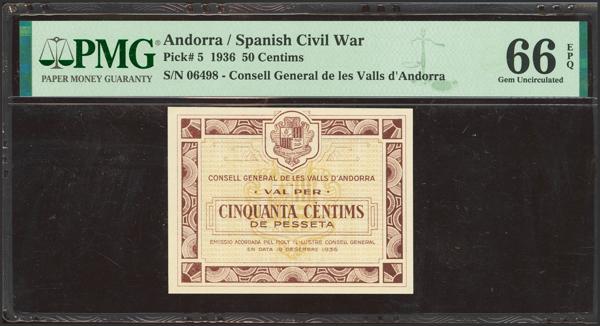 PMG
PAPER MONEY GUARANTY
Andorra / Spanish Civil War
Pick# 5 1936 50 Centims
S/N 06498 - Consell General de les Valls d'Andorra
66 EPQ
Gem Uncirculated
CONSELL GENERAL DE LES VALLS D'ANDORRA
· VAL PER ·
CINQUANTA CÈNTIMS
DE PESSETA
EMISSIÓ ACORDADA PEL MOLT IL·LUSTRE CONSELL GENERAL
EN DATA 19 DESEMBRE 1936